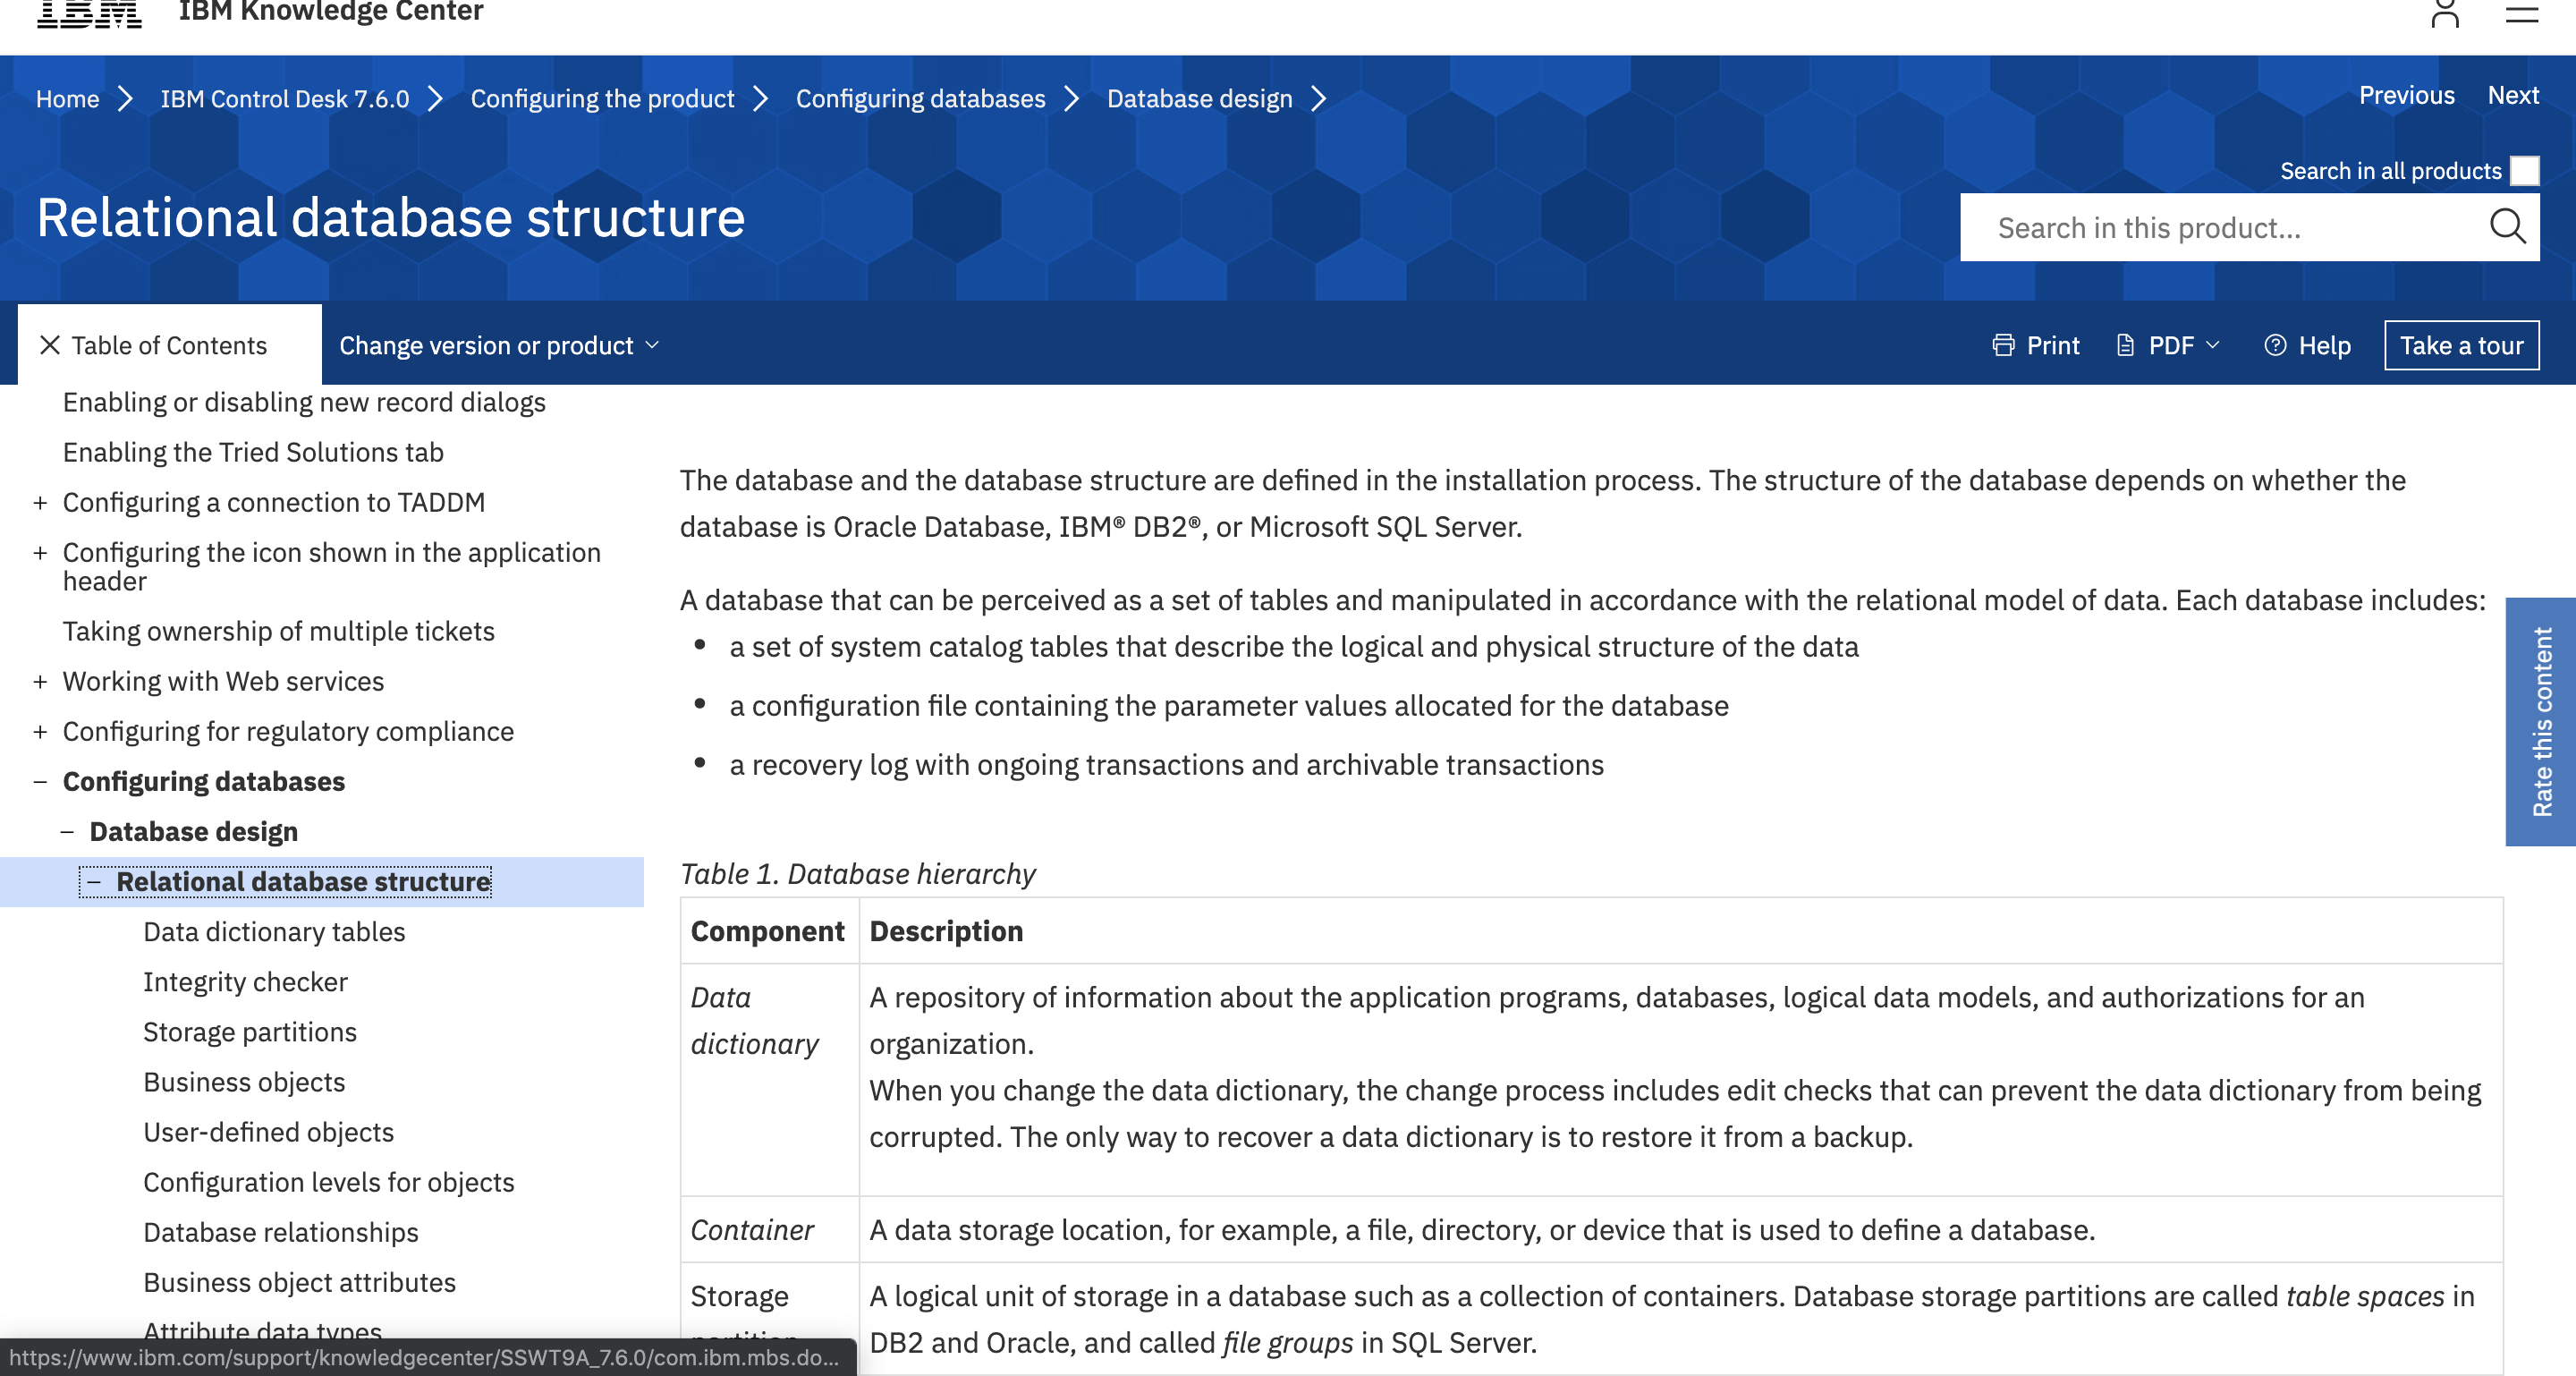 IBM IBM Knowledge Center
Home IBM Control Desk 7.6.0 Configuring the product Configuring databases Database design
Previous Next
Search in all products
Relational database structure
Search in this product...
Table of Contents Change version or product
Print PDF Help Take a tour
Enabling or disabling new record dialogs
Enabling the Tried Solutions tab
+ Configuring a connection to TADDM
+ Configuring the icon shown in the application
header
Taking ownership of multiple tickets
+ Working with Web services
+ Configuring for regulatory compliance
– Configuring databases
– Database design
– Relational database structure
Data dictionary tables
Integrity checker
Storage partitions
Business objects
User-defined objects
Configuration levels for objects
Database relationships
Business object attributes
Attribute data types
https://www.ibm.com/support/knowledgecenter/SSWT9A_7.6.0/com.ibm.mbs.do...
The database and the database structure are defined in the installation process. The structure of the database depends on whether the
database is Oracle Database, IBM® DB2®, or Microsoft SQL Server.
A database that can be perceived as a set of tables and manipulated in accordance with the relational model of data. Each database includes:
• a set of system catalog tables that describe the logical and physical structure of the data
• a configuration file containing the parameter values allocated for the database
• a recovery log with ongoing transactions and archivable transactions
Table 1. Database hierarchy
Component Description
Data
dictionary
A repository of information about the application programs, databases, logical data models, and authorizations for an
organization.
When you change the data dictionary, the change process includes edit checks that can prevent the data dictionary from being
corrupted. The only way to recover a data dictionary is to restore it from a backup.
Container A data storage location, for example, a file, directory, or device that is used to define a database.
Storage
partition
A logical unit of storage in a database such as a collection of containers. Database storage partitions are called table spaces in
DB2 and Oracle, and called file groups in SQL Server.
Rate this content